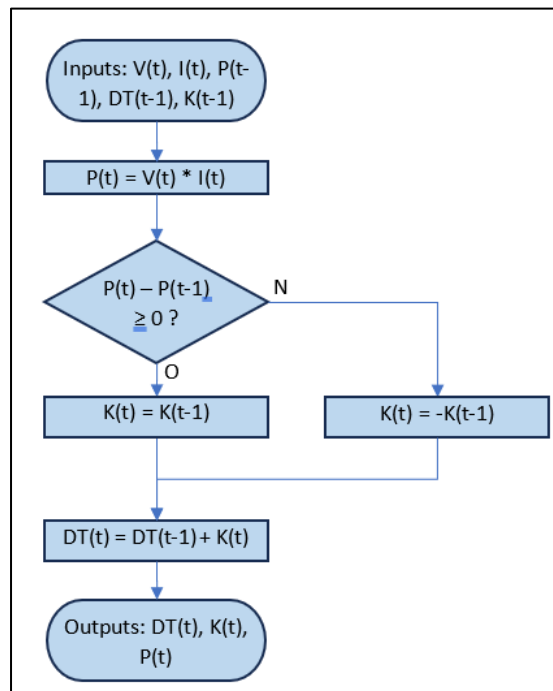 Inputs: V(t), I(t), P(t-
1), DT(t-1), K(t-1)
P(t) = V(t) * I(t)
P(t) – P(t-1)
≥ 0 ?
N
O
K(t) = K(t-1)
K(t) = -K(t-1)
DT(t) = DT(t-1) + K(t)
Outputs: DT(t), K(t),
P(t)